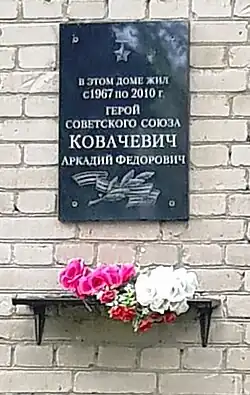 В ЭТОМ ДОМЕ ЖИЛ
с 1967 по 2010 г.
ГЕРОЙ
СОВЕТСКОГО СОЮЗА
КОВАЧЕВИЧ
АРКАДИЙ ФЕДОРОВИЧ